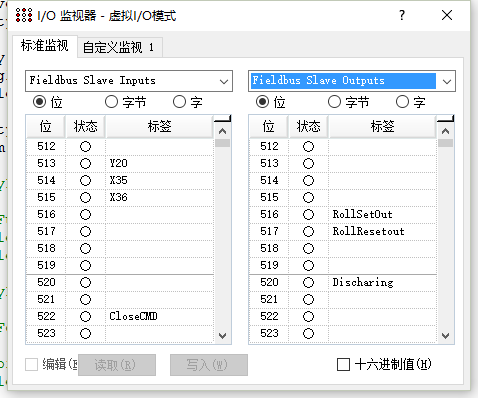 I/O 监视器 - 虚拟I/O模式
标准监视 自定义监视 1
Fieldbus Slave Inputs Fieldbus Slave Outputs
位 字节 字 位 字节 字
位 状态 标签 位 状态 标签
512 512
513 Y20 513
514 X35 514
515 X36 515
516 516 RollSetOut
517 517 RollResetout
518 518
519 519
520 520 Discharing
521 521
522 CloseCMD 522
523 523
编辑(E 读取(R) 写入(W) 十六进制值(H)